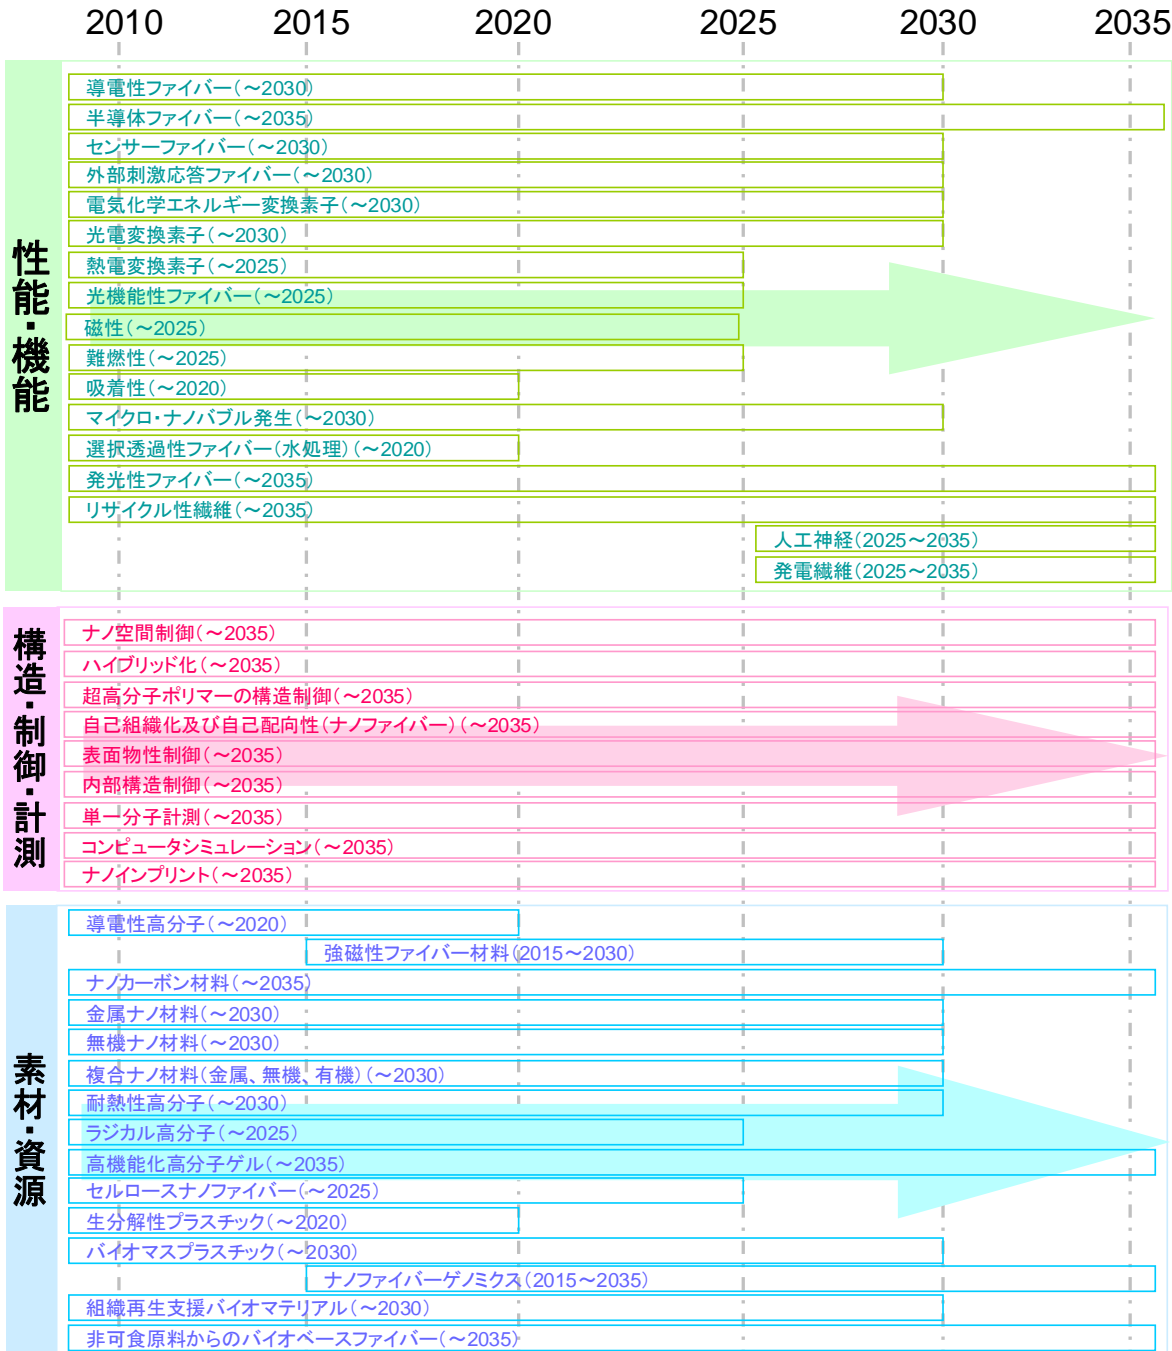 2010 2015 2020 2025 2030 2035
性能・機能
導電性ファイバー(～2030)
半導体ファイバー(～2035)
センサーファイバー(～2030)
外部刺激応答ファイバー(～2030)
電気化学エネルギー変換素子(～2030)
光電変換素子(～2030)
熱電変換素子(～2025)
光機能性ファイバー(～2025)
磁性(～2025)
難燃性(～2025)
吸着性(～2020)
マイクロ・ナノバブル発生(～2030)
選択透過性ファイバー(水処理)(～2020)
発光性ファイバー(～2035)
リサイクル性繊維(～2035)
人工神経(2025～2035)
発電繊維(2025～2035)
構造・制御・計測
ナノ空間制御(～2035)
ハイブリッド化(～2035)
超高分子ポリマーの構造制御(～2035)
自己組織化及び自己配向性(ナノファイバー)(～2035)
表面物性制御(～2035)
内部構造制御(～2035)
単一分子計測(～2035)
コンピュータシミュレーション(～2035)
ナノインプリント(～2035)
素材・資源
導電性高分子(～2020)
強磁性ファイバー材料(2015～2030)
ナノカーボン材料(～2035)
金属ナノ材料(～2030)
無機ナノ材料(～2030)
複合ナノ材料(金属、無機、有機)(～2030)
耐熱性高分子(～2030)
ラジカル高分子(～2025)
高機能化高分子ゲル(～2035)
セルロースナノファイバー(～2025)
生分解性プラスチック(～2020)
バイオマスプラスチック(～2030)
ナノファイバーゲノミクス(2015～2035)
組織再生支援バイオマテリアル(～2030)
非可食原料からのバイオベースファイバー(～2035)